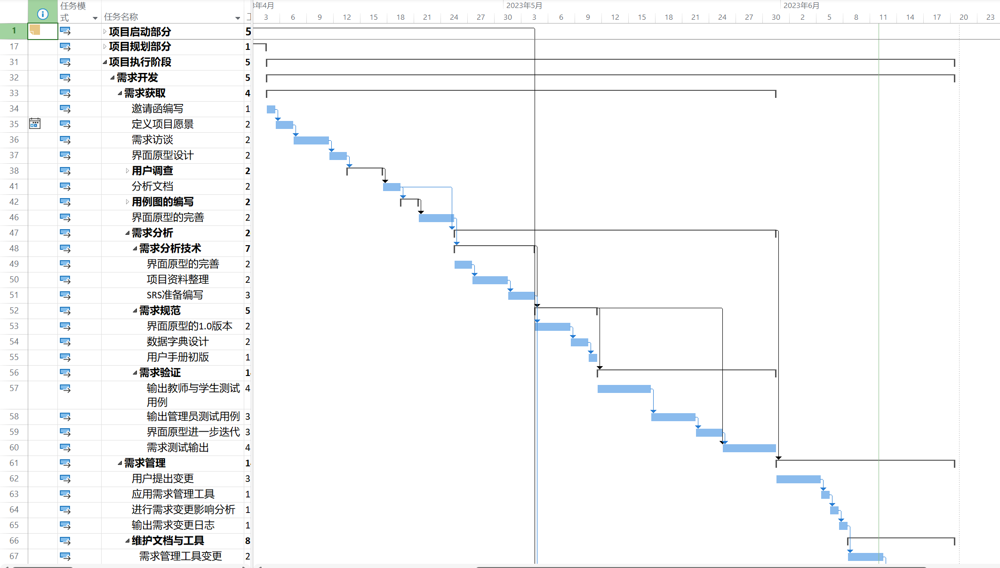 任务模式 任务名称 工
3年4月 2023年5月 2023年6月
3 6 9 12 15 18 21 24 27 30 3 6 9 12 15 18 21 24 27 30 2 5 8 11 14 17 20 23
1 项目启动部分 5
17 项目规划部分 1
31 项目执行阶段 5
32 需求开发 5
33 需求获取 4
34 邀请函编写 1
35 定义项目愿景 2
36 需求访谈 2
37 界面原型设计 2
38 用户调查 2
41 分析文档 2
42 用例图的编写 2
46 界面原型的完善 2
47 需求分析 2
48 需求分析技术 7
49 界面原型的完善 2
50 项目资料整理 2
51 SRS准备编写 3
52 需求规范 5
53 界面原型的1.0版本 2
54 数据字典设计 2
55 用户手册初版 1
56 需求验证 14
57 输出教师与学生测试 4
用例
58 输出管理员测试用例 3
59 界面原型进一步迭代 3
60 需求测试输出 4
61 需求管理 14
62 用户提出变更 3
63 应用需求管理工具 1
64 进行需求变更影响分析 1
65 输出需求变更日志 1
66 维护文档与工具 8
67 需求管理工具变更 2